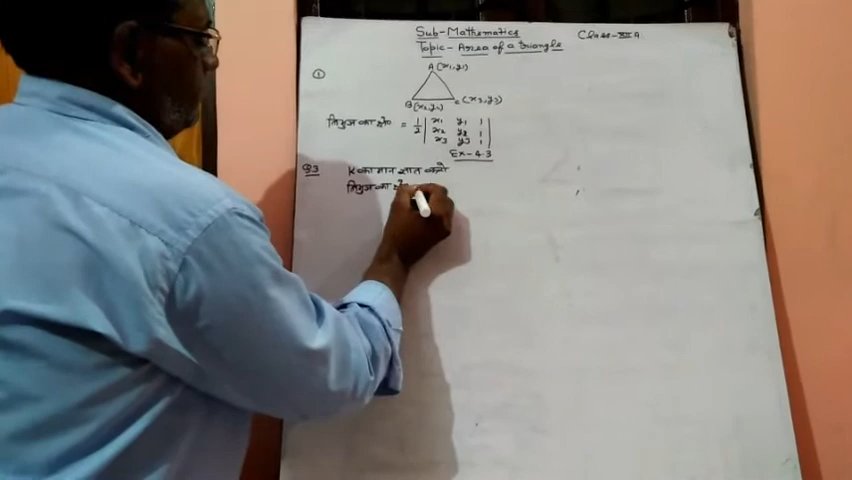 Sub-Mathematics
Class-XII A
Topic-Area of a triangle
①
A(x₁,y₁)
B(x₂,y₂) C(x₃,y₃)
त्रिभुज का क्षे० = 1/2 | x₁ y₁ 1 |
| x₂ y₂ 1 |
| x₃ y₃ 1 |
Ex-4.3
Q3 K का मान ज्ञात करो
त्रिभुज का क्षे०